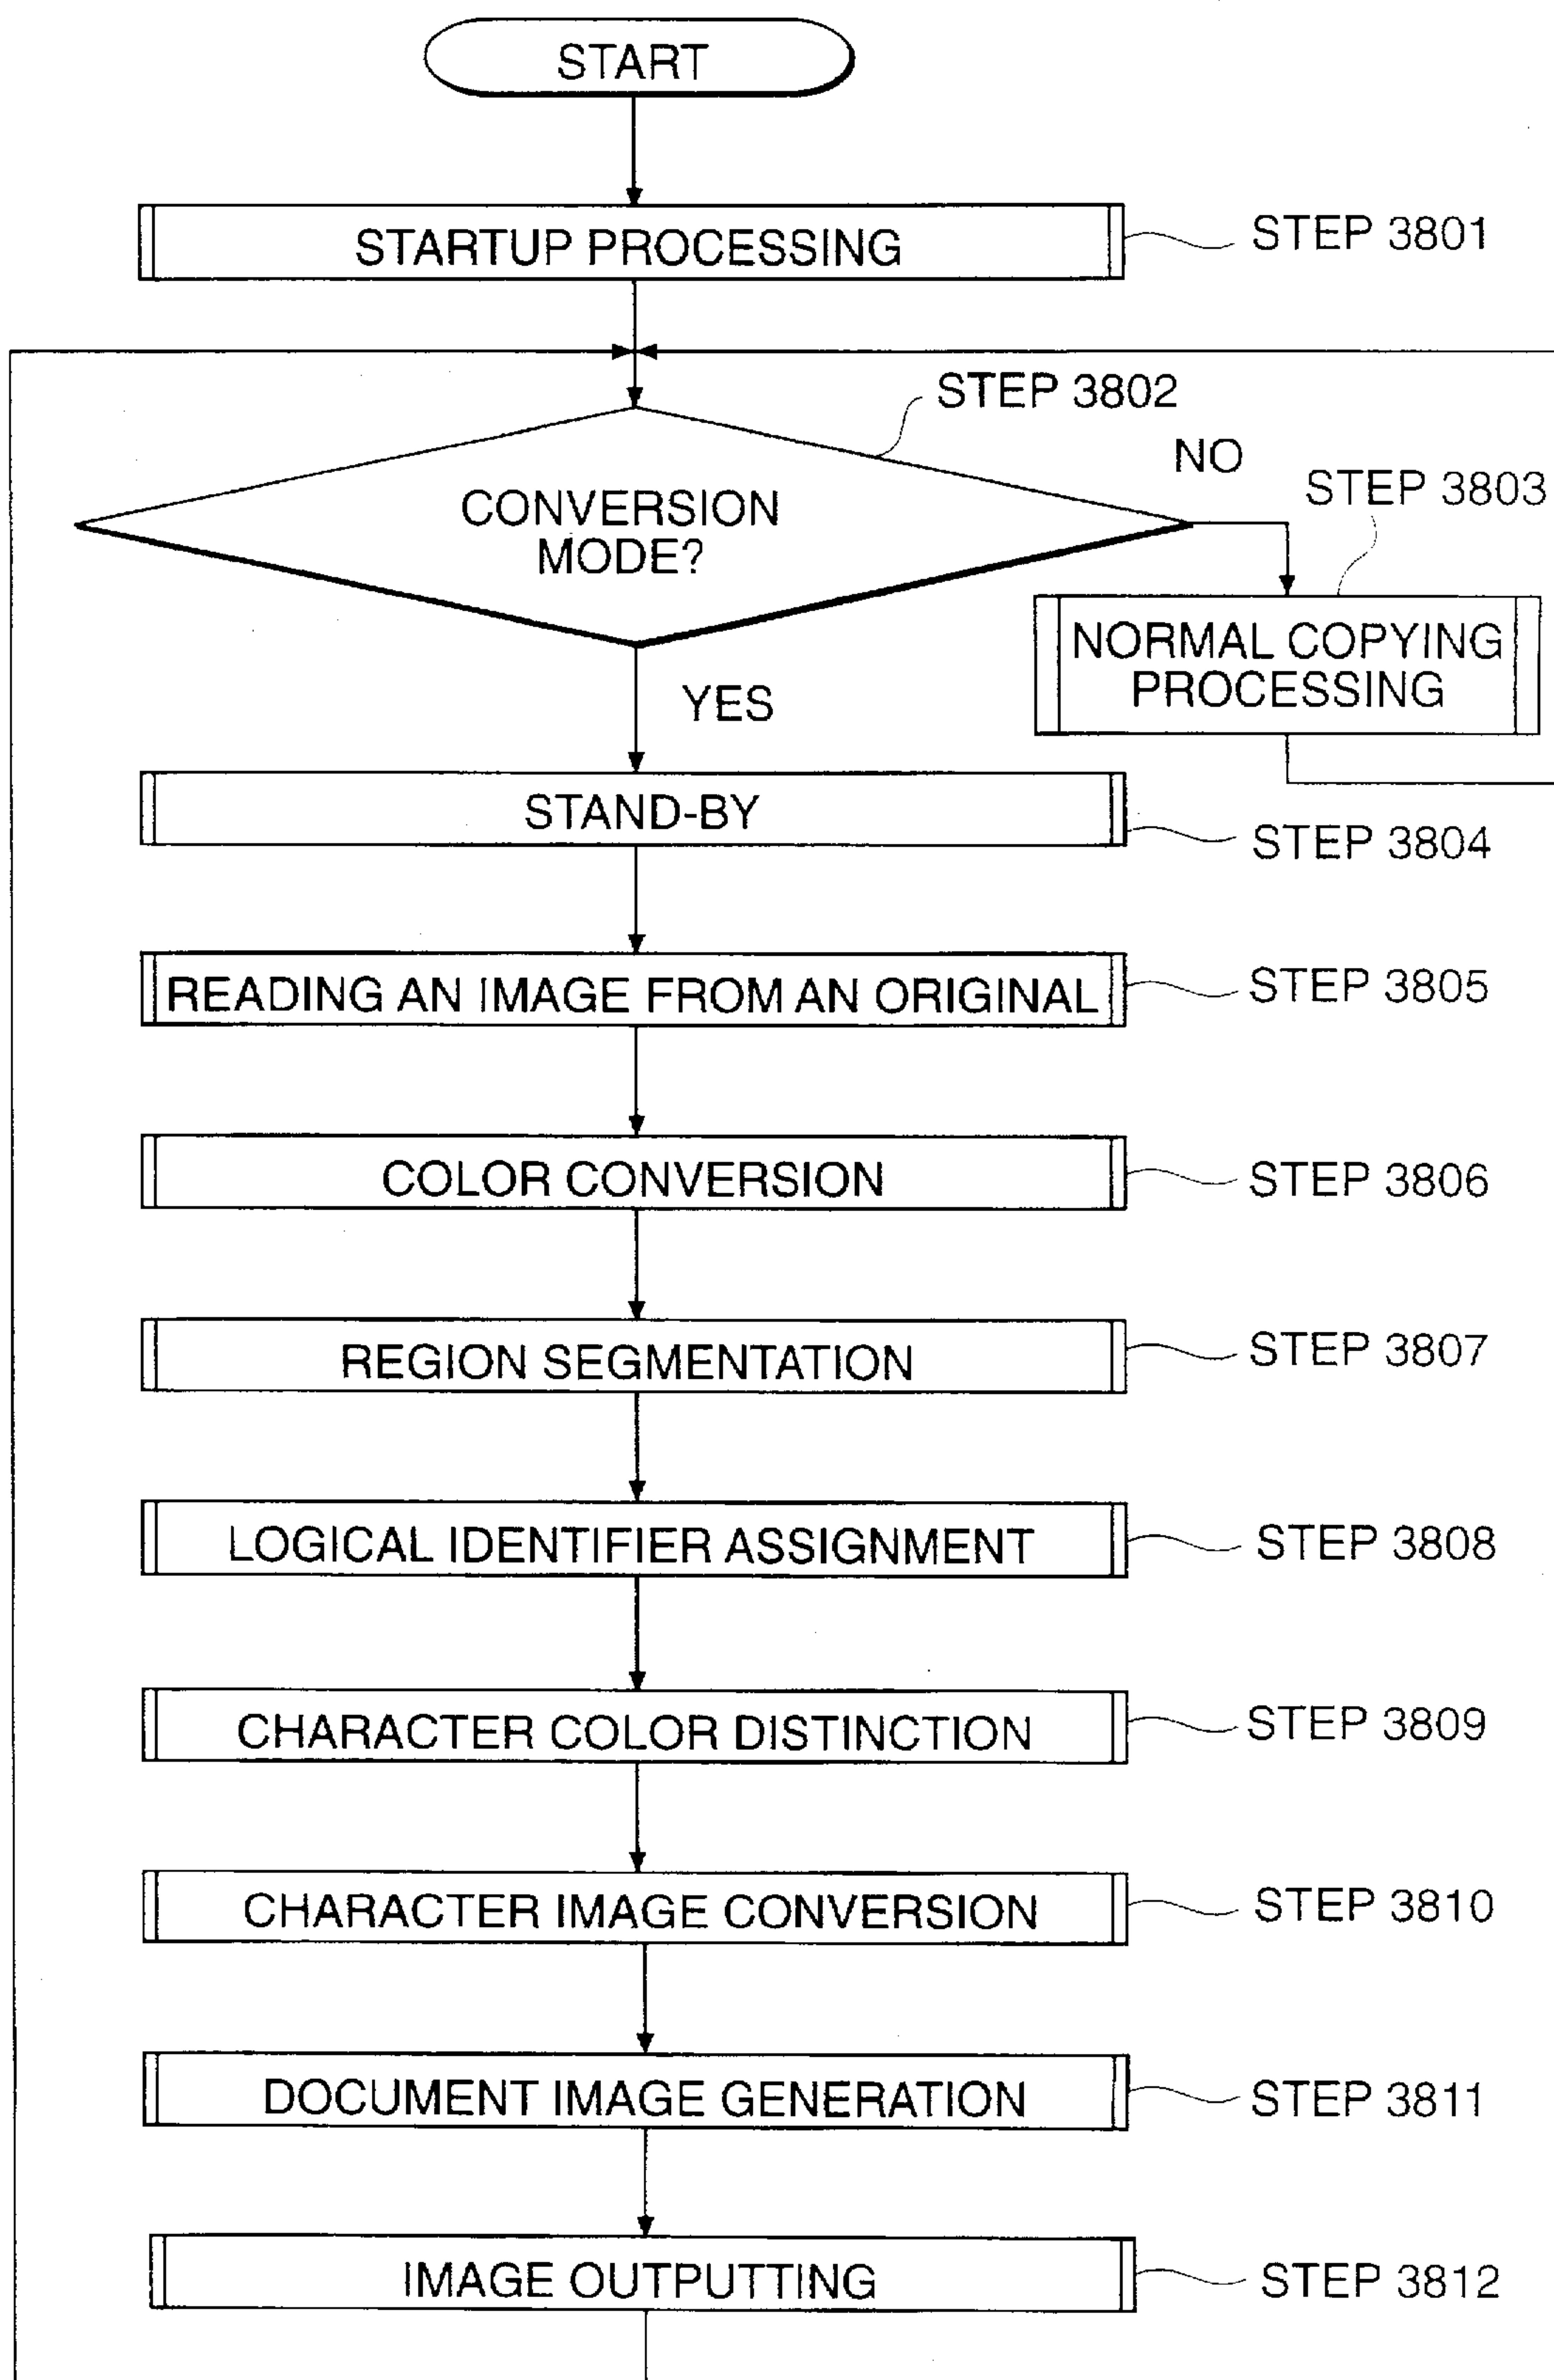 START
STARTUP PROCESSING
STEP 3801
STEP 3802
CONVERSION
MODE?
NO
STEP 3803
NORMAL COPYING
PROCESSING
YES
STAND-BY
STEP 3804
READING AN IMAGE FROM AN ORIGINAL
STEP 3805
COLOR CONVERSION
STEP 3806
REGION SEGMENTATION
STEP 3807
LOGICAL IDENTIFIER ASSIGNMENT
STEP 3808
CHARACTER COLOR DISTINCTION
STEP 3809
CHARACTER IMAGE CONVERSION
STEP 3810
DOCUMENT IMAGE GENERATION
STEP 3811
IMAGE OUTPUTTING
STEP 3812